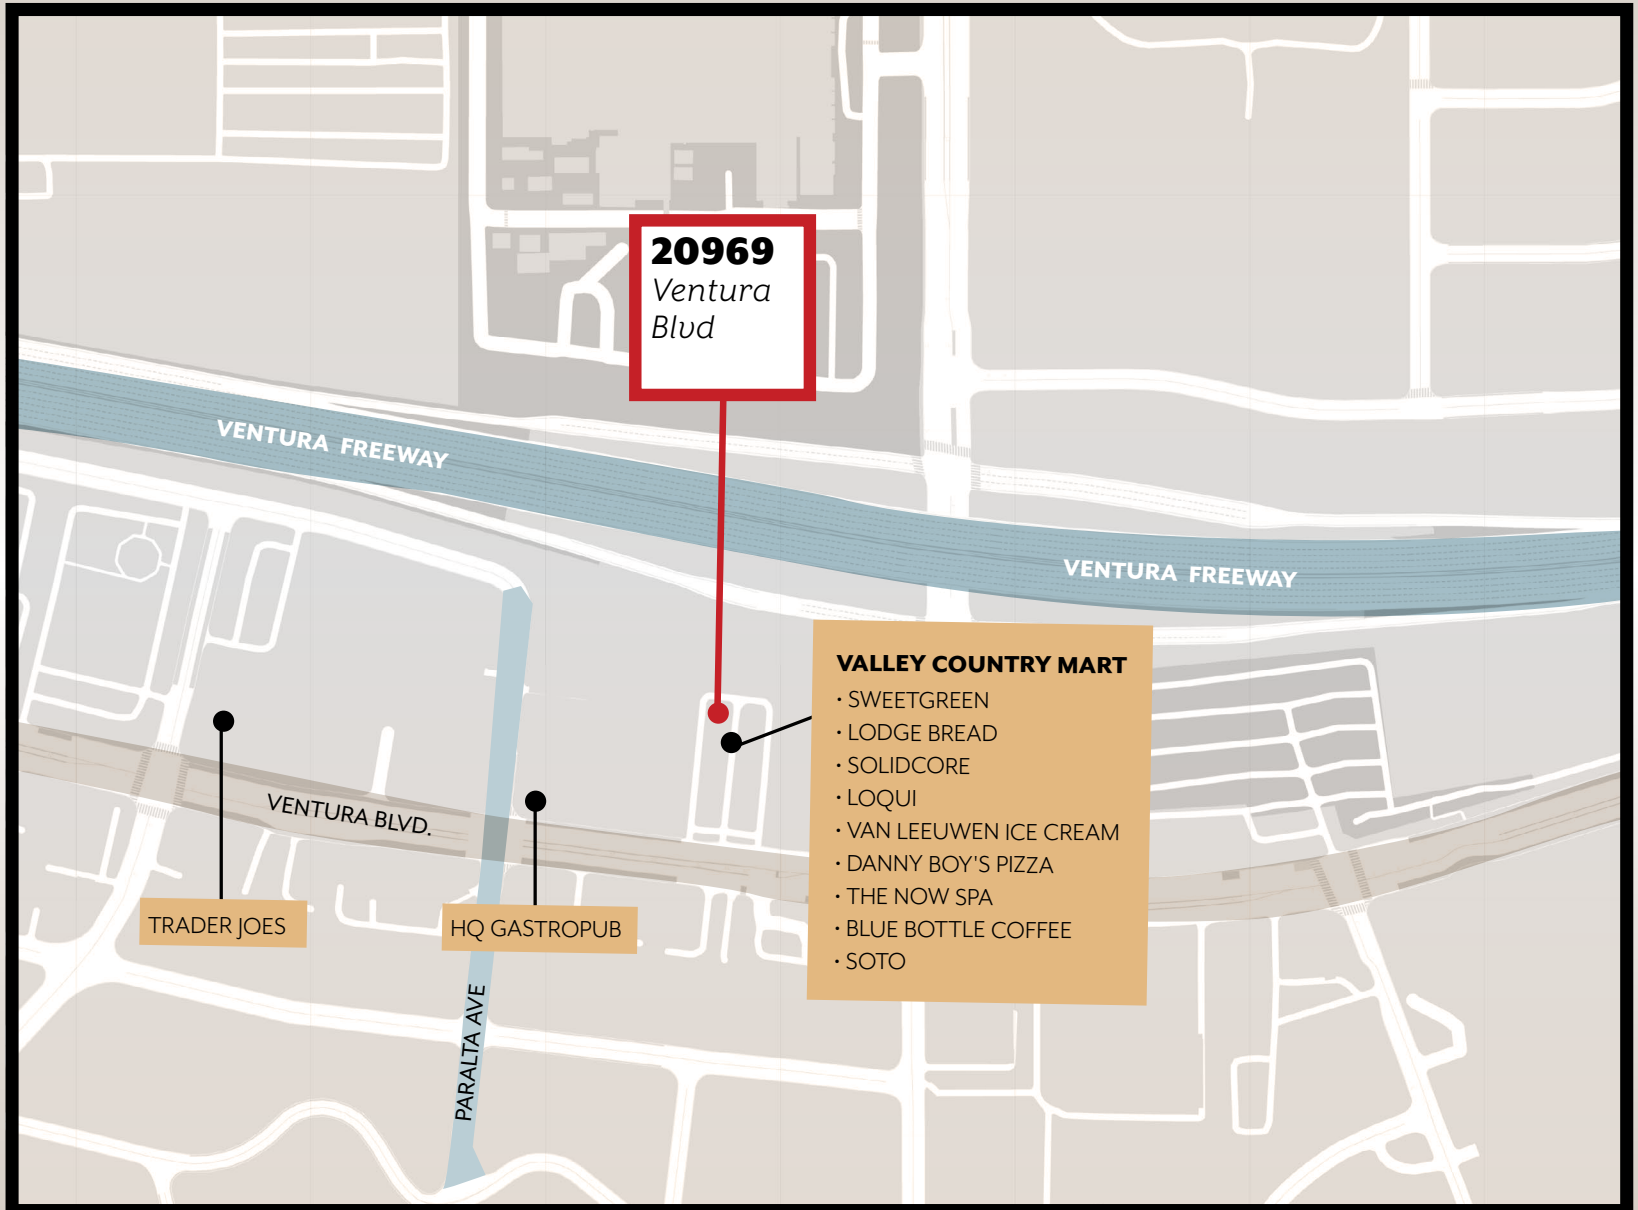 20969
Ventura
Blvd
VENTURA FREEWAY
VENTURA FREEWAY
VALLEY COUNTRY MART
· SWEETGREEN
· LODGE BREAD
· SOLIDCORE
· LOQUI
· VAN LEEUWEN ICE CREAM
· DANNY BOY'S PIZZA
· THE NOW SPA
· BLUE BOTTLE COFFEE
· SOTO
VENTURA BLVD.
TRADER JOES
HQ GASTROPUB
PARALTA AVE